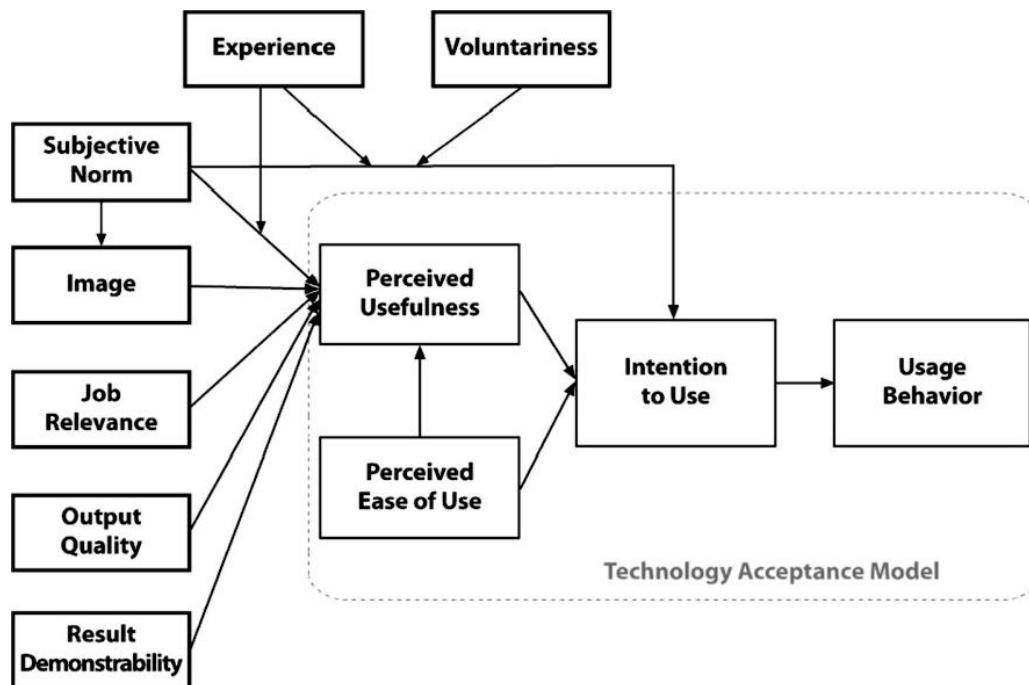 Experience
Voluntariness
Subjective
Norm
Image
Perceived
Usefulness
Job
Relevance
Intention
to Use
Usage
Behavior
Perceived
Ease of Use
Output
Quality
Technology Acceptance Model
Result
Demonstrability